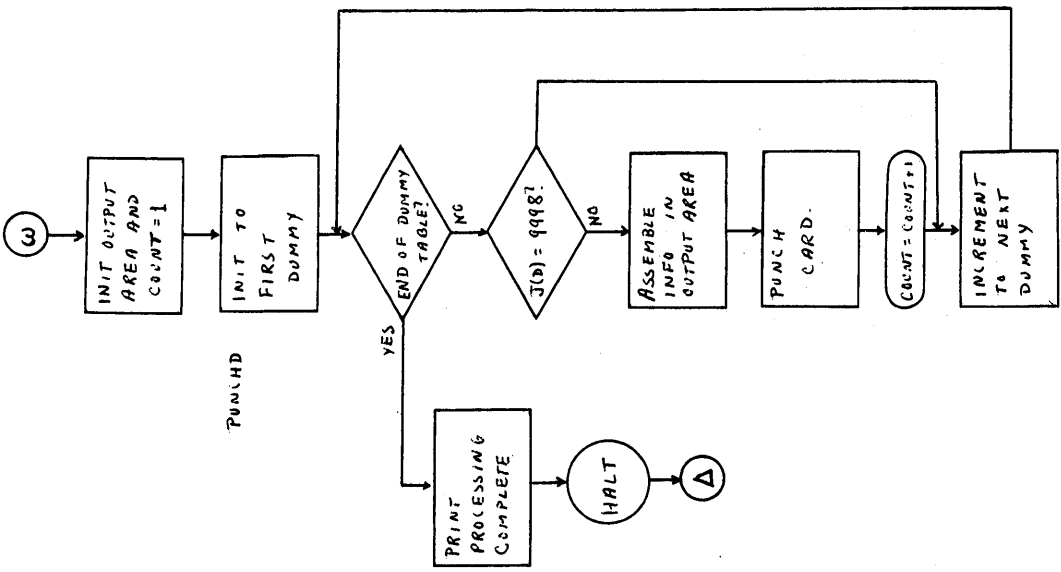 ω
INIT OUTPUT
AREA AND
COUNT = 1
PUNCHD
INIT TO
FIRST
DUMMY
END OF DUMMY
TABLE?
YES
NO
J(D) = 9998?
NO
ASSEMBLE
INFO IN
OUTPUT AREA
PUNCH
CARD.
COUNT = COUNT+1
INCREMENT
TO NEXT
DUMMY
PRINT
PROCESSING
COMPLETE
HALT
Δ